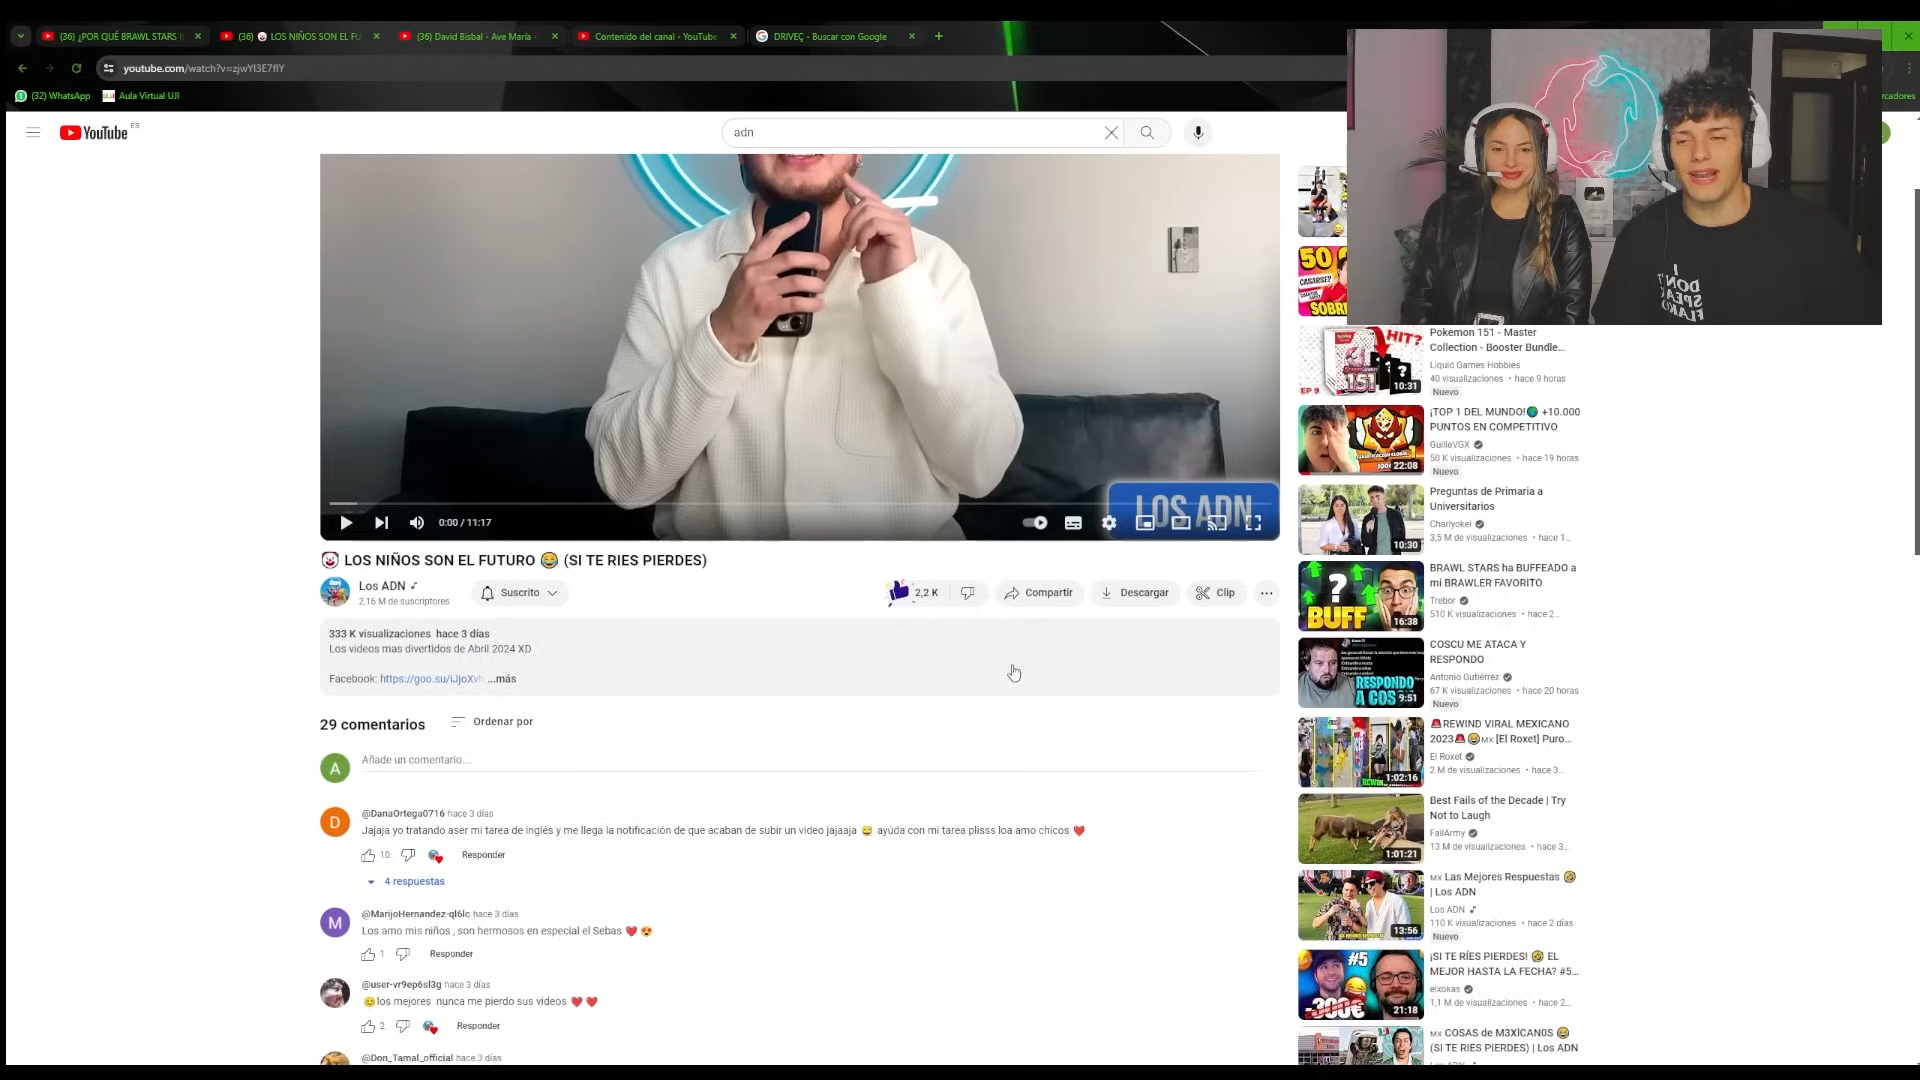 (36) ¿POR QUÉ BRAWL STARS
(36) 🤡 LOS NIÑOS SON EL FU
(36) David Bisbal - Ave María -
Contenido del canal - YouTube
DRIVEÇ - Buscar con Google
youtube.com/watch?v=zjwYI3E7flY
(32) WhatsApp
Aula Virtual UJI
rcadores
YouTube ES
adn
LOS ADN
0:00 / 11:17
🤡 LOS NIÑOS SON EL FUTURO 😂 (SI TE RIES PIERDES)
Los ADN
2,16 M de suscriptores
Suscrito
2,2 K
Compartir
Descargar
Clip
333 K visualizaciones hace 3 días
Los videos mas divertidos de Abril 2024 XD
Facebook: https://goo.su/iJjoXvh ...más
29 comentarios
Ordenar por
A
Añade un comentario...
D
@DanaOrtega0716 hace 3 días
Jajaja yo tratando aser mi tarea de inglés y me llega la notificación de que acaban de subir un video jajaaja 😅 ayúda con mi tarea plisss loa amo chicos ❤️
10
Responder
4 respuestas
M
@MarijoHernandez-ql6lc hace 3 días
Los amo mis niños , son hermosos en especial el Sebas ❤️ 😍
1
Responder
@user-vr9ep6sl3g hace 3 días
😊los mejores nunca me pierdo sus videos ❤️ ❤️
2
Responder
@Don_Tamal_official hace 3 días
I
DON'T
SPEA
FLAK
50 ?
CASARSE?
SOBR
HIT?
151
EP 9
10:31
Pokemon 151 - Master
Collection - Booster Bundle...
Liquid Games Hobbies
40 visualizaciones • hace 9 horas
Nuevo
22:08
¡TOP 1 DEL MUNDO!🌍 +10.000
PUNTOS EN COMPETITIVO
GuilleVGX
50 K visualizaciones • hace 19 horas
Nuevo
10:30
Preguntas de Primaria a
Universitarios
Charlyokei
3,5 M de visualizaciones • hace 1...
?
BUFF
16:38
BRAWL STARS ha BUFFEADO a
mi BRAWLER FAVORITO
Trebor
510 K visualizaciones • hace 2...
RESPONDO
A COS
9:51
COSCU ME ATACA Y
RESPONDO
Antonio Gutiérrez
67 K visualizaciones • hace 20 horas
Nuevo
REWIN
1:02:16
🚨REWIND VIRAL MEXICANO
2023🚨😂MX [El Roxet] Puro...
El Roxet
2 M de visualizaciones • hace 3...
1:01:21
Best Fails of the Decade | Try
Not to Laugh
FailArmy
13 M de visualizaciones • hace 3...
13:56
MX Las Mejores Respuestas 🤣
| Los ADN
Los ADN
110 K visualizaciones • hace 2 días
Nuevo
#5
-300€
21:18
¡SI TE RÍES PIERDES! 🤣 EL
MEJOR HASTA LA FECHA? #5...
elxokas
1,1 M de visualizaciones • hace 2...
MX COSAS de M3XÍCAN0S 😂
(SI TE RIES PIERDES) | Los ADN